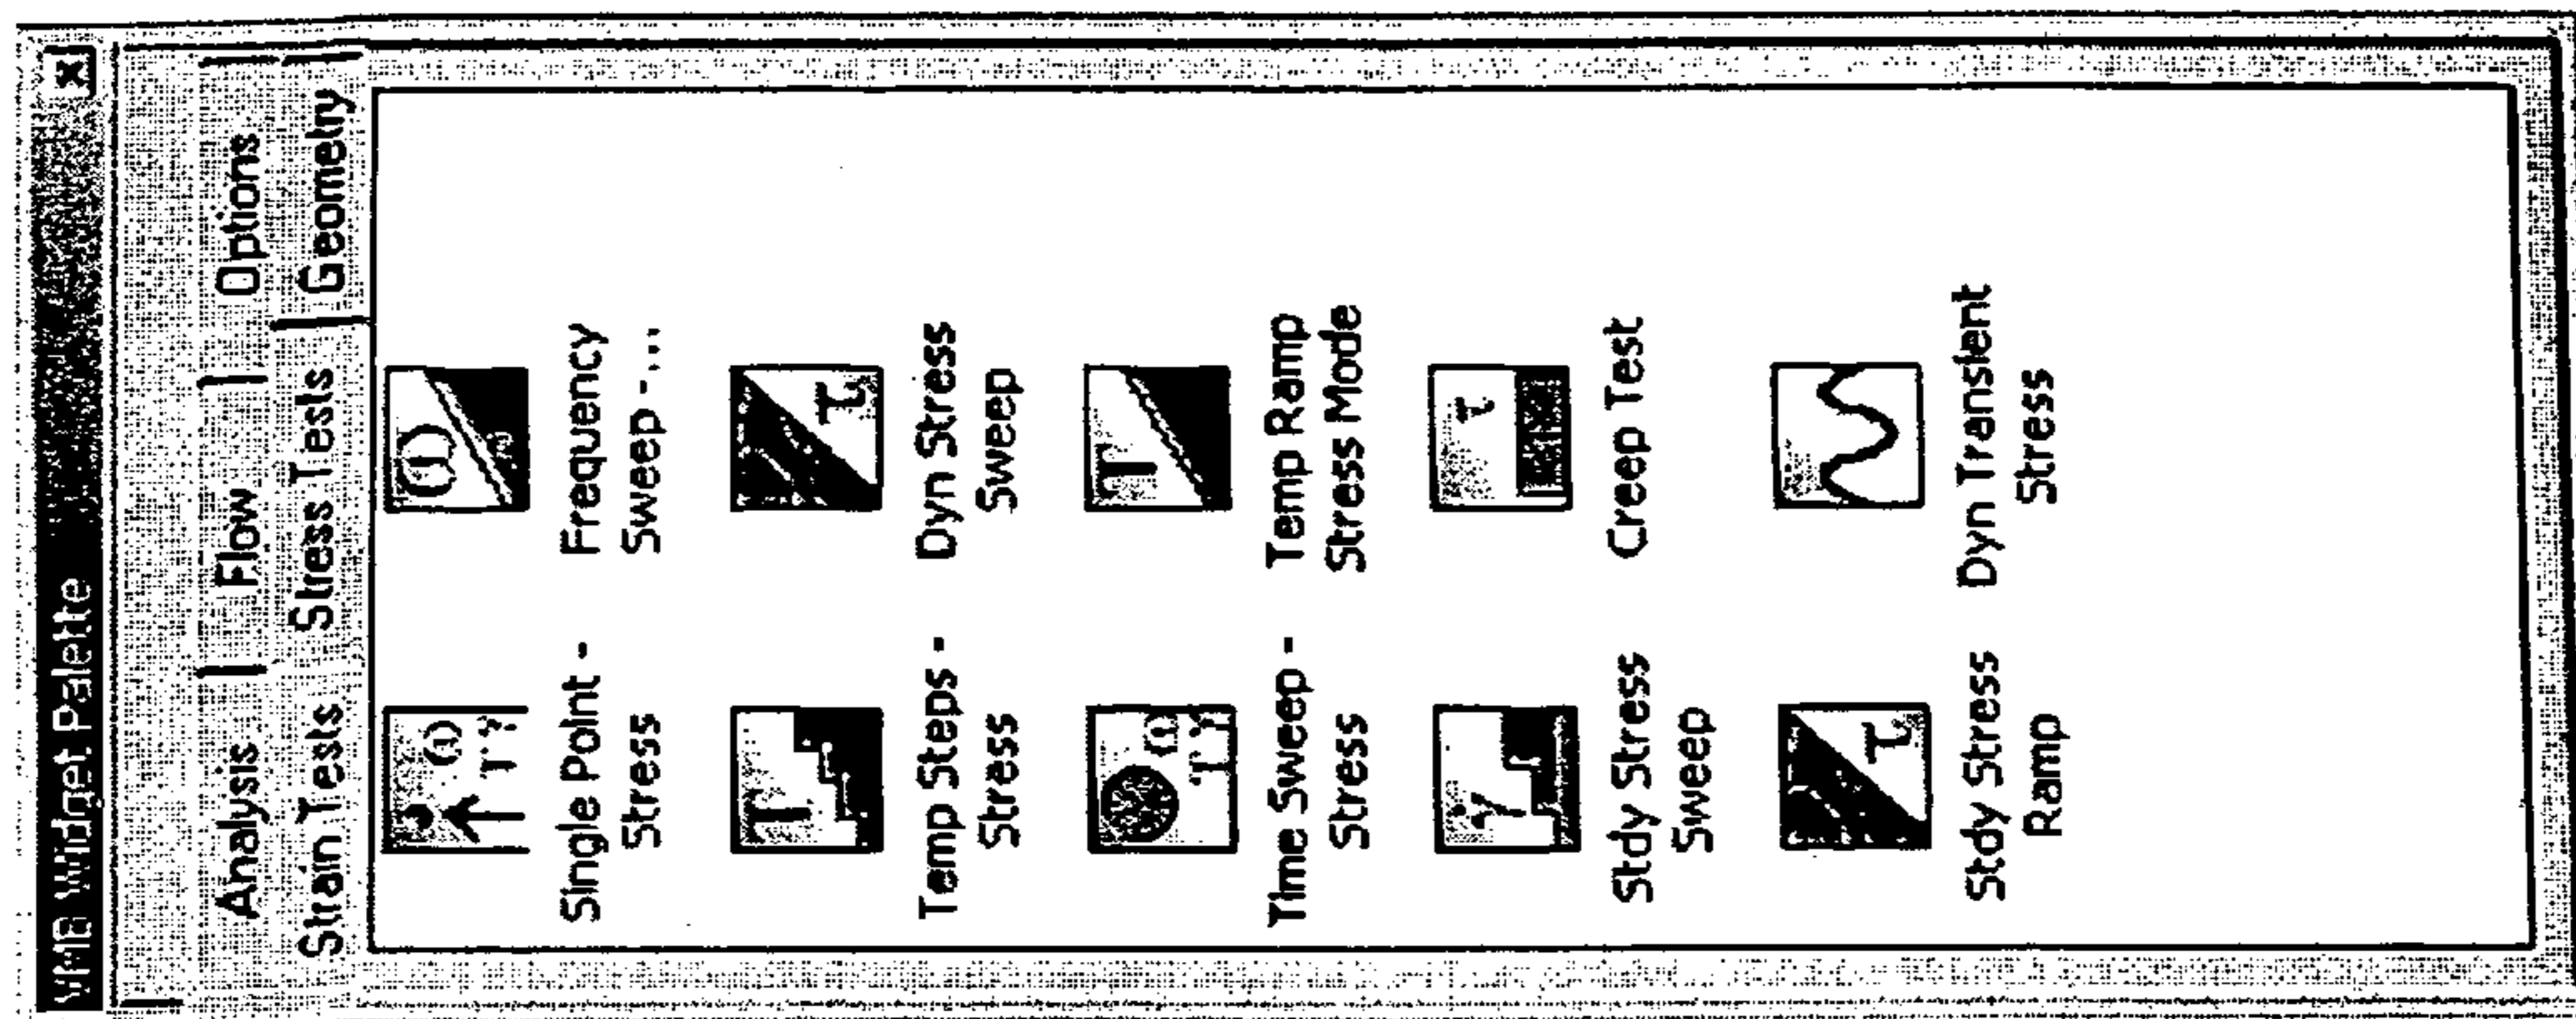 Widget Palette
Analysis Flow Options
Strain Tests Stress Tests Geometry
Single Point -
Stress
Frequency
Sweep -...
Temp Steps -
Stress
Dyn Stress
Sweep
Time Sweep -
Stress
Temp Ramp
Stress Mode
Stdy Stress
Sweep
Creep Test
Stdy Stress
Ramp
Dyn Transient
Stress